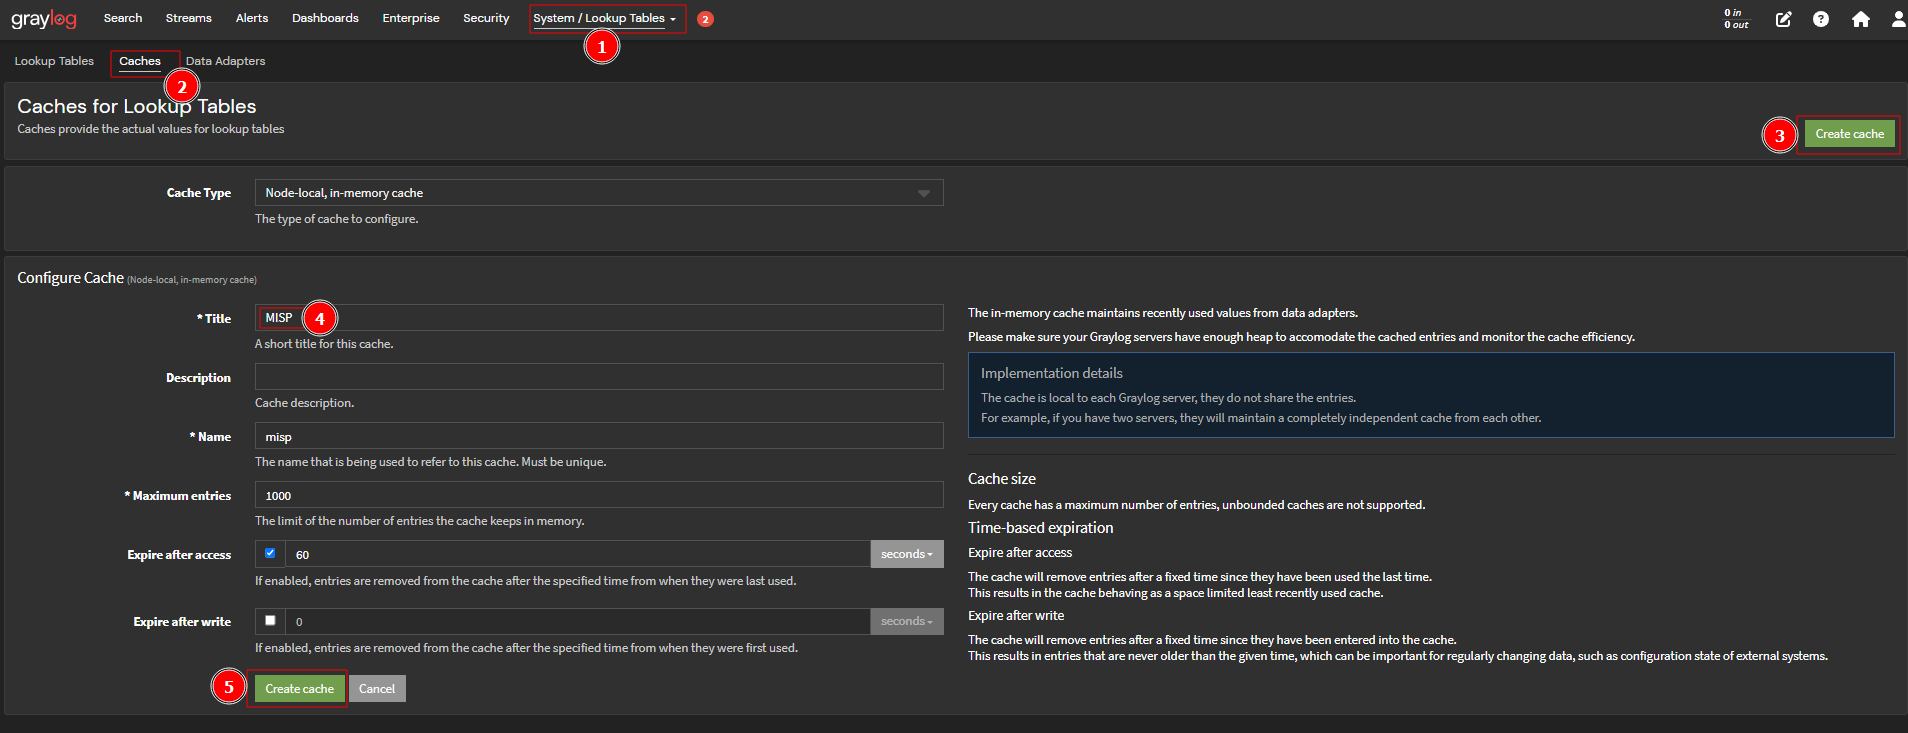 graylog Search Streams Alerts Dashboards Enterprise Security System / Lookup Tables 2 0 in
0 out
1
Lookup Tables Caches Data Adapters
2
Caches for Lookup Tables
Caches provide the actual values for lookup tables
3 Create cache
Cache Type Node-local, in-memory cache
The type of cache to configure.
Configure Cache (Node-local, in-memory cache)
* Title MISP 4
A short title for this cache.
Description
Cache description.
* Name misp
The name that is being used to refer to this cache. Must be unique.
* Maximum entries 1000
The limit of the number of entries the cache keeps in memory.
Expire after access 60 seconds
If enabled, entries are removed from the cache after the specified time from when they were last used.
Expire after write 0 seconds
If enabled, entries are removed from the cache after the specified time from when they were first used.
5 Create cache Cancel
The in-memory cache maintains recently used values from data adapters.
Please make sure your Graylog servers have enough heap to accomodate the cached entries and monitor the cache efficiency.
Implementation details
The cache is local to each Graylog server, they do not share the entries.
For example, if you have two servers, they will maintain a completely independent cache from each other.
Cache size
Every cache has a maximum number of entries, unbounded caches are not supported.
Time-based expiration
Expire after access
The cache will remove entries after a fixed time since they have been used the last time.
This results in the cache behaving as a space limited least recently used cache.
Expire after write
The cache will remove entries after a fixed time since they have been entered into the cache.
This results in entries that are never older than the given time, which can be important for regularly changing data, such as configuration state of external systems.